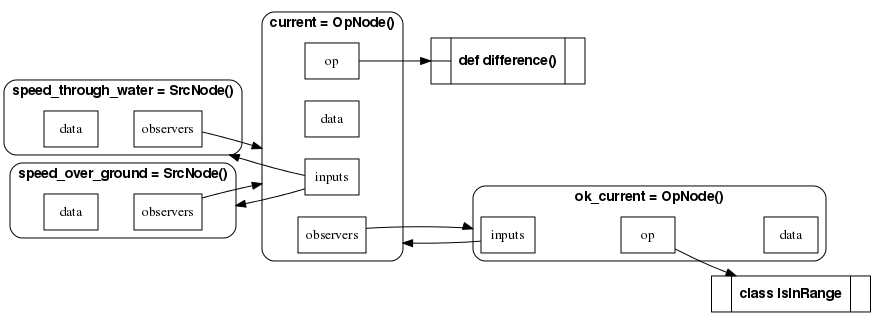 current = OpNode()
op
def difference()
data
inputs
observers
speed_through_water = SrcNode()
data
observers
speed_over_ground = SrcNode()
data
observers
ok_current = OpNode()
inputs
op
data
class IsInRange